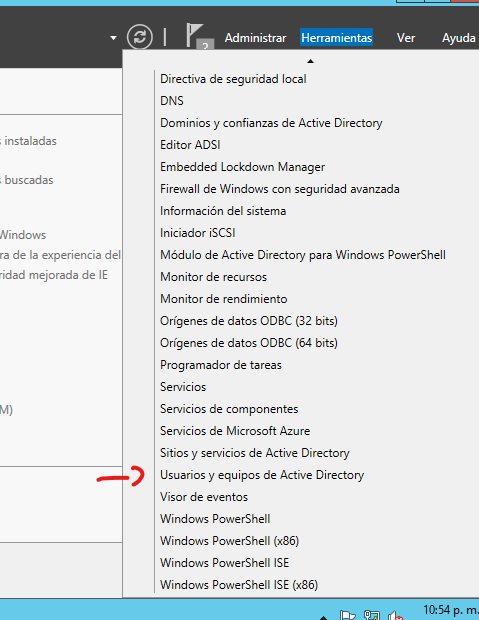 2
Administrar Herramientas Ver Ayuda
Directiva de seguridad local
DNS
s instaladas
Dominios y confianzas de Active Directory
Editor ADSI
Embedded Lockdown Manager
s buscadas
Firewall de Windows con seguridad avanzada
Información del sistema
Windows
Iniciador iSCSI
ra de la experiencia del
Módulo de Active Directory para Windows PowerShell
ridad mejorada de IE
Monitor de recursos
Monitor de rendimiento
Orígenes de datos ODBC (32 bits)
Orígenes de datos ODBC (64 bits)
Programador de tareas
Servicios
M)
Servicios de componentes
Servicios de Microsoft Azure
Sitios y servicios de Active Directory
Usuarios y equipos de Active Directory
Visor de eventos
Windows PowerShell
Windows PowerShell (x86)
Windows PowerShell ISE
Windows PowerShell ISE (x86)
10:54 p. m.